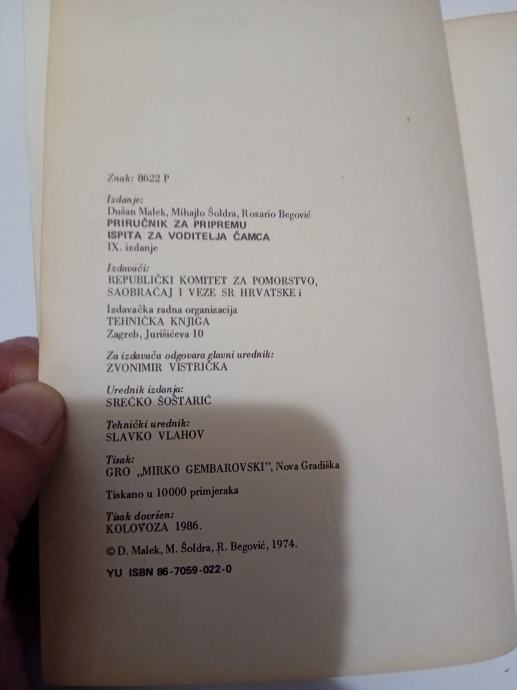 Znak: 8622 P
Izdanje:
Dušan Malek, Mihajlo Šoldra, Rozario Begović
PRIRUČNIK ZA PRIPREMU
ISPITA ZA VODITELJA ČAMCA
IX. izdanje
Izdavači:
REPUBLIČKI KOMITET ZA POMORSTVO,
SAOBRAĆAJ I VEZE SR HRVATSKE i
Izdavačka radna organizacija
TEHNIČKA KNJIGA
Zagreb, Jurišićeva 10
Za izdavača odgovara glavni urednik:
ZVONIMIR VISTRIČKA
Urednik izdanja:
SREĆKO ŠOŠTARIĆ
Tehnički urednik:
SLAVKO VLAHOV
Tisak:
GRO „MIRKO GEMBAROVSKI”, Nova Gradiška
Tiskano u 10000 primjeraka
Tisak dovršen:
KOLOVOZA 1986.
© D. Malek, M. Šoldra, R. Begović, 1974.
YU ISBN 86-7059-022-0